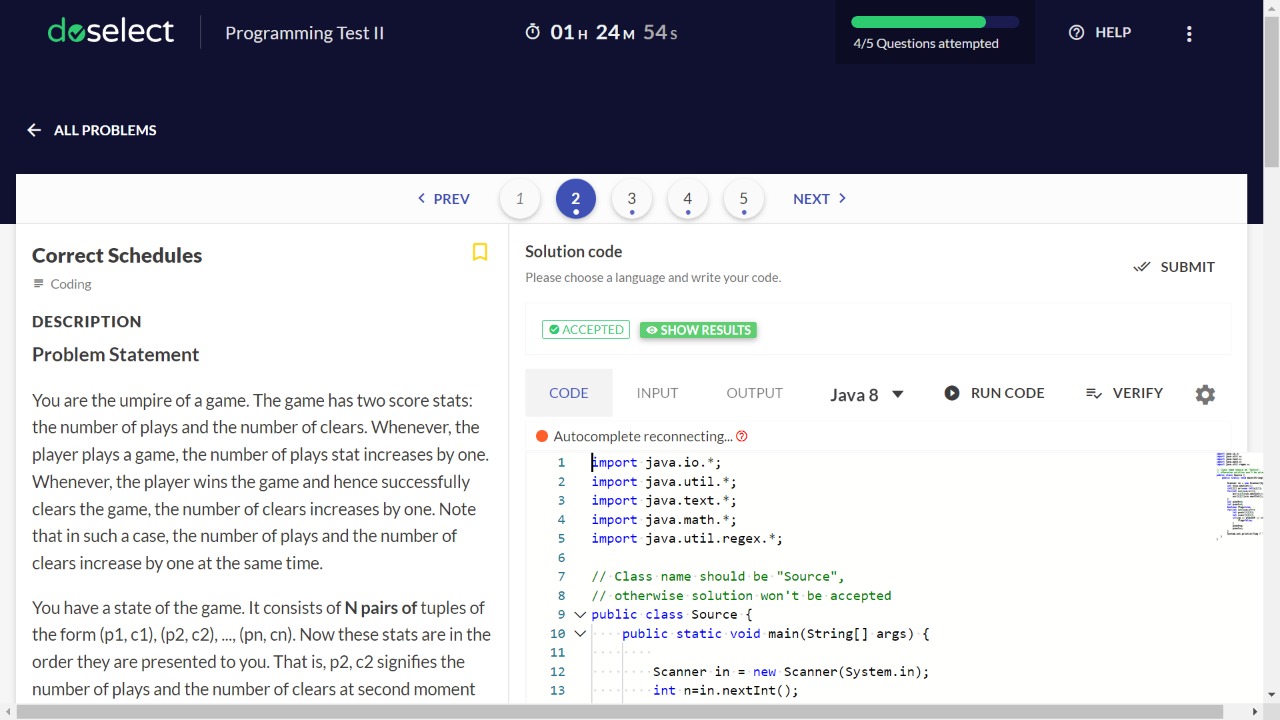 doselect
Programming Test II
01H 24M 54S
4/5 Questions attempted
HELP
ALL PROBLEMS
PREV 1 2 3 4 5 NEXT
Correct Schedules
Coding
DESCRIPTION
Problem Statement
You are the umpire of a game. The game has two score stats:
the number of plays and the number of clears. Whenever, the
player plays a game, the number of plays stat increases by one.
Whenever, the player wins the game and hence successfully
clears the game, the number of clears increases by one. Note
that in such a case, the number of plays and the number of
clears increase by one at the same time.
You have a state of the game. It consists of N pairs of tuples of
the form (p1, c1), (p2, c2), ..., (pn, cn). Now these stats are in the
order they are presented to you. That is, p2, c2 signifies the
number of plays and the number of clears at second moment
Solution code
Please choose a language and write your code.
SUBMIT
ACCEPTED SHOW RESULTS
CODE INPUT OUTPUT Java 8 RUN CODE VERIFY
Autocomplete reconnecting...
1 import java.io.*;
2 import java.util.*;
3 import java.text.*;
4 import java.math.*;
5 import java.util.regex.*;
6
7 // Class name should be "Source",
8 // otherwise solution won't be accepted
9 public class Source {
10 public static void main(String[] args) {
11
12 Scanner in = new Scanner(System.in);
13 int n=in.nextInt();